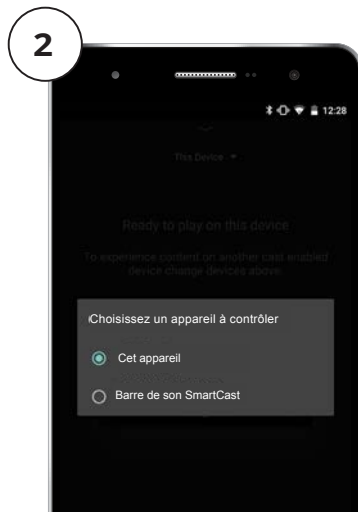 2
12:28
This Device
Ready to play on this device
To experience content on another cast enabled
device change devices above.
Choisissez un appareil à contrôler
Cet appareil
Barre de son SmartCast